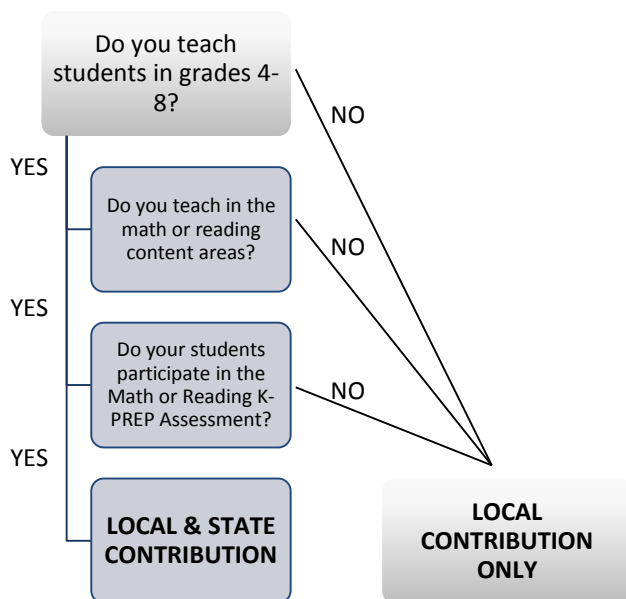 Do you teach
students in grades 4-
8?
NO
YES
Do you teach in the
math or reading
content areas?
NO
YES
Do your students
participate in the
Math or Reading K-
PREP Assessment?
NO
YES
LOCAL & STATE
CONTRIBUTION
LOCAL
CONTRIBUTION
ONLY